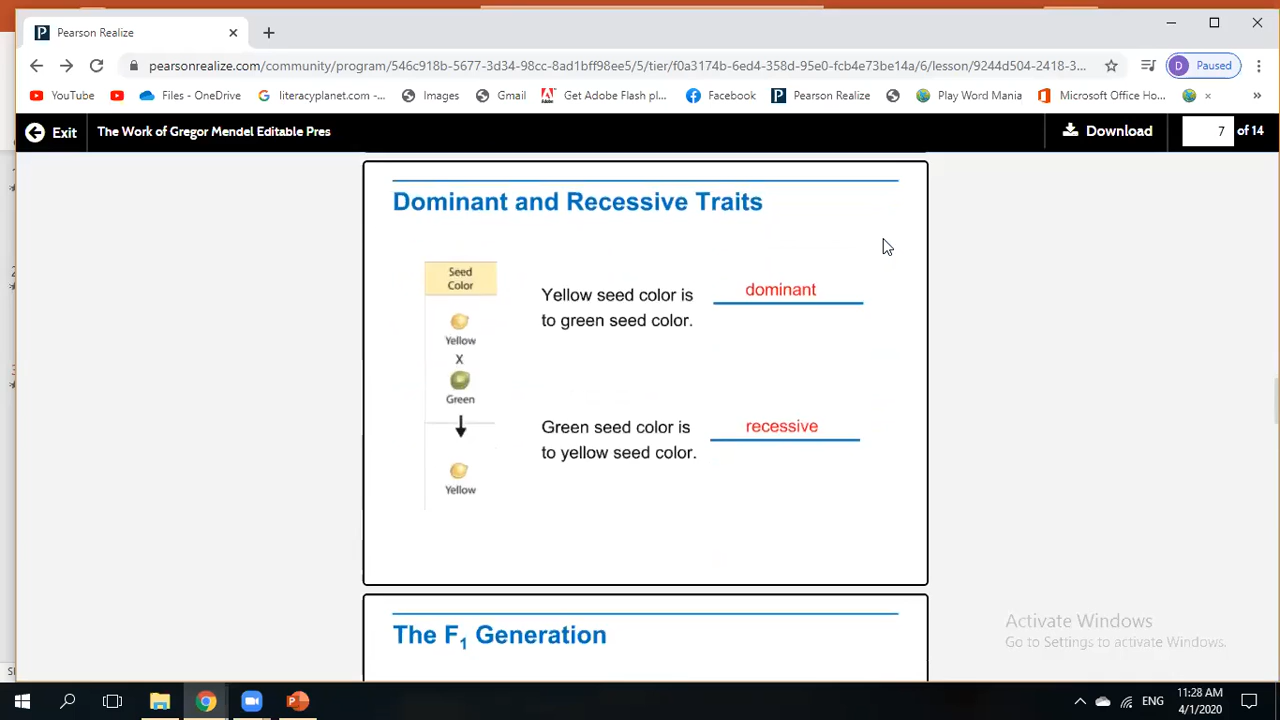 Pearson Realize
pearsonrealize.com/community/program/546c918b-5677-3d34-98cc-8ad1bff98ee5/5/tier/f0a3174b-6ed4-358d-95e0-fcb4e73be14a/6/lesson/9244d504-2418-3...
D Paused
YouTube Files - OneDrive literacyplanet.com -... Images Gmail Get Adobe Flash pl... Facebook Pearson Realize Play Word Mania Microsoft Office Ho...
Exit The Work of Gregor Mendel Editable Pres Download 7 of 14
Dominant and Recessive Traits
Seed
Color
Yellow
X
Green
Yellow
Yellow seed color is dominant
to green seed color.
Green seed color is recessive
to yellow seed color.
The F1 Generation
Activate Windows
Go to Settings to activate Windows.
ENG 11:28 AM
4/1/2020